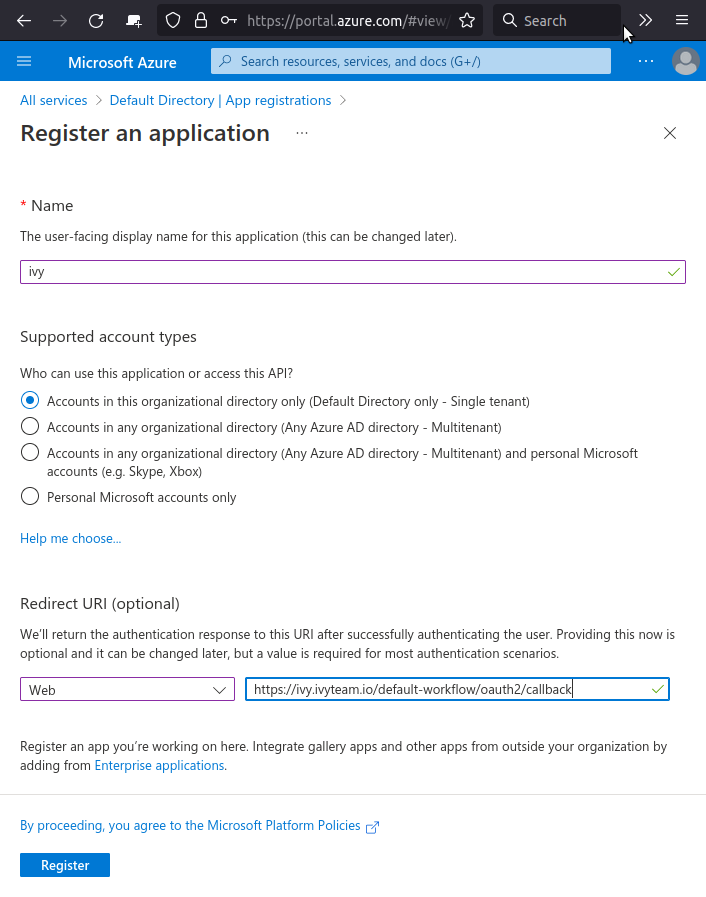 https://portal.azure.com/#view/
Search
Microsoft Azure
Search resources, services, and docs (G+/)
...
All services > Default Directory | App registrations >
Register an application ...
* Name
The user-facing display name for this application (this can be changed later).
ivy
Supported account types
Who can use this application or access this API?
Accounts in this organizational directory only (Default Directory only - Single tenant)
Accounts in any organizational directory (Any Azure AD directory - Multitenant)
Accounts in any organizational directory (Any Azure AD directory - Multitenant) and personal Microsoft
accounts (e.g. Skype, Xbox)
Personal Microsoft accounts only
Help me choose...
Redirect URI (optional)
We’ll return the authentication response to this URI after successfully authenticating the user. Providing this now is
optional and it can be changed later, but a value is required for most authentication scenarios.
Web
https://ivy.ivyteam.io/default-workflow/oauth2/callback
Register an app you’re working on here. Integrate gallery apps and other apps from outside your organization by
adding from Enterprise applications.
By proceeding, you agree to the Microsoft Platform Policies
Register